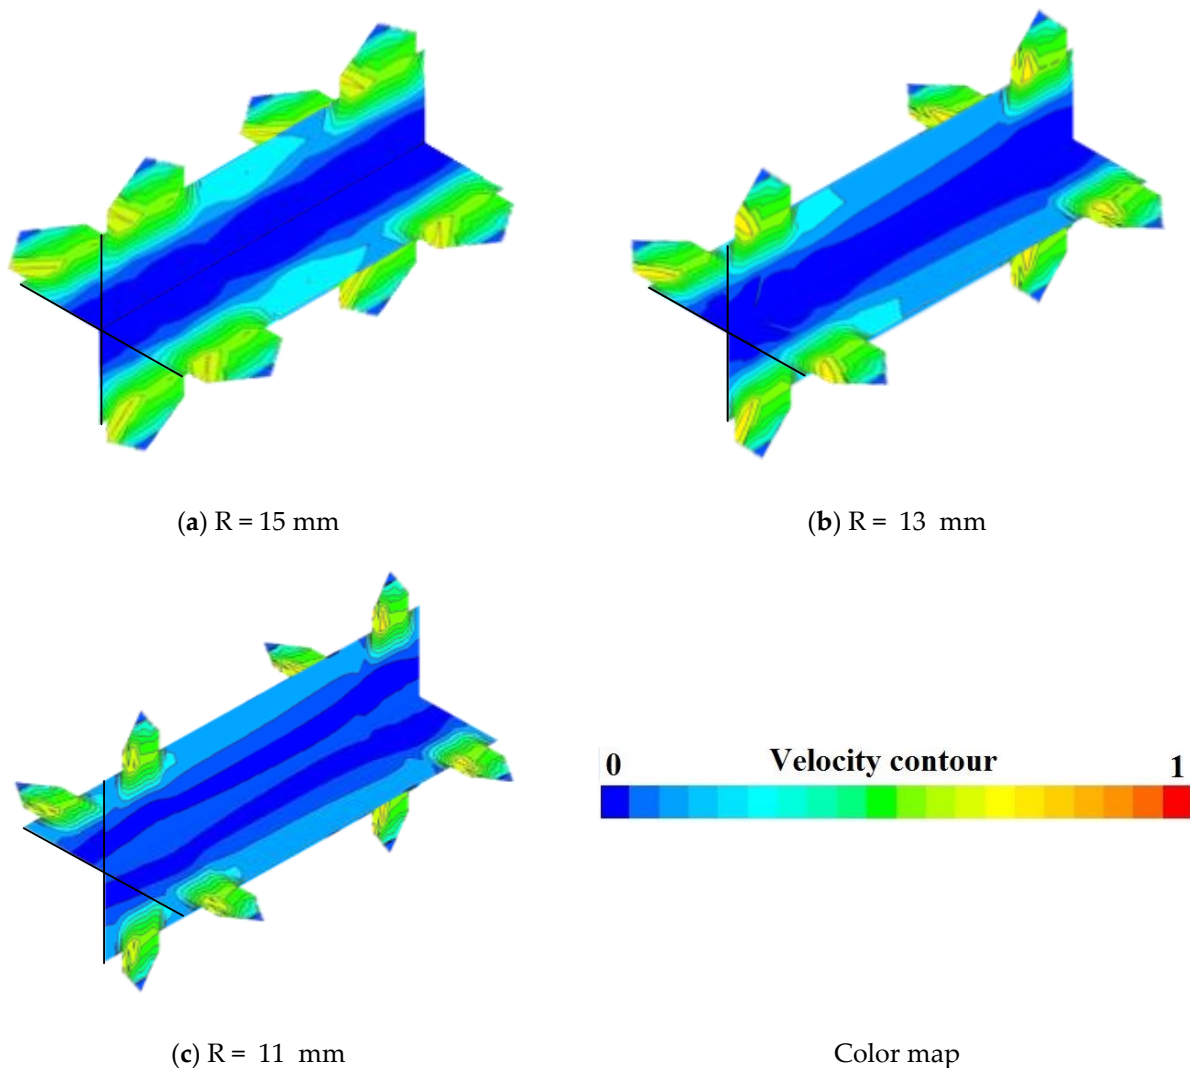 (a) R = 15 mm
(b) R = 13 mm
0 Velocity contour 1
(c) R = 11 mm
Color map